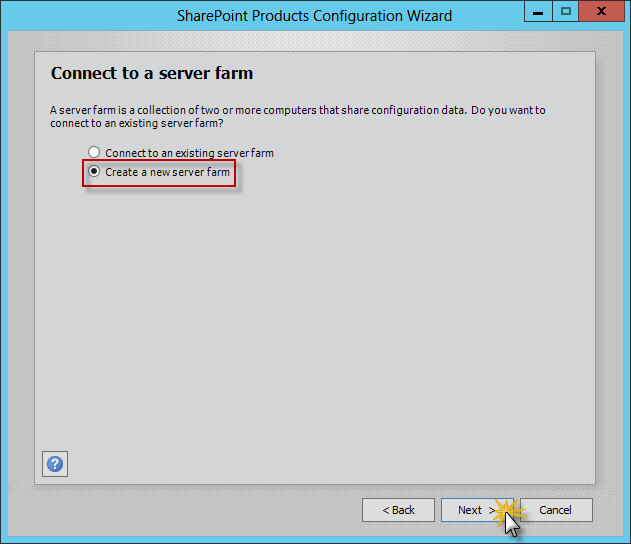 SharePoint Products Configuration Wizard
Connect to a server farm
A server farm is a collection of two or more computers that share configuration data. Do you want to
connect to an existing server farm?
Connect to an existing server farm
Create a new server farm
?
< Back Next > Cancel